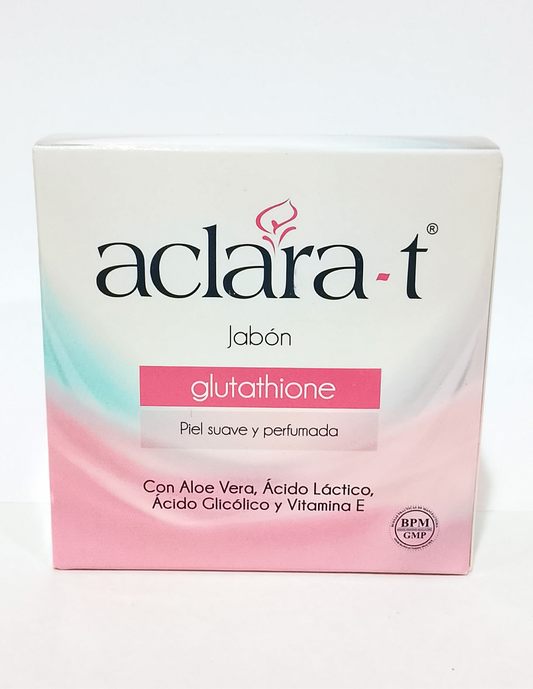 aclara-t®
Jabón
glutathione
Piel suave y perfumada
Con Aloe Vera, Ácido Láctico,
Ácido Glicólico y Vitamina E
BPM
GMP